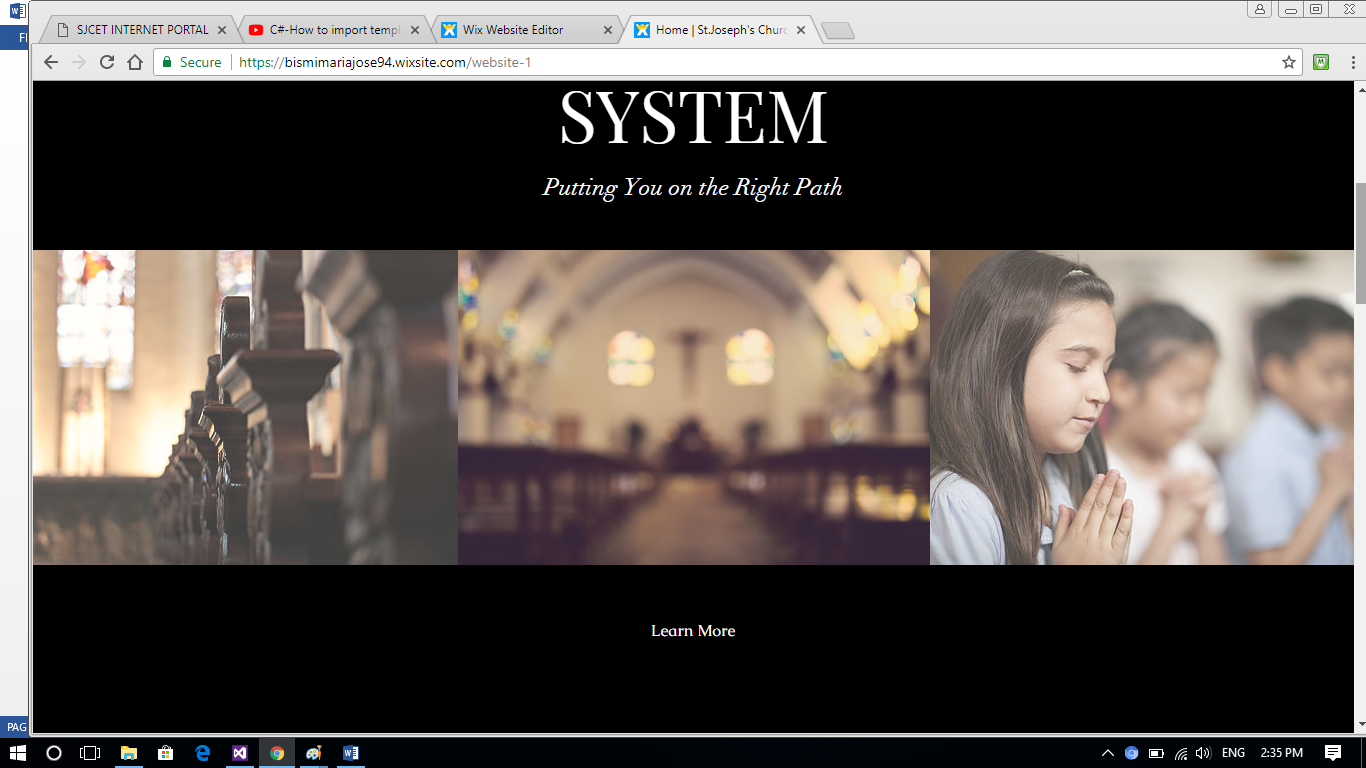 SJCET INTERNET PORTAL
C#-How to import templ
Wix Website Editor
Home | St.Joseph's Churc
Secure
https://bismimariajose94.wixsite.com/website-1
SYSTEM
Putting You on the Right Path
Learn More
FI
PAG
ENG
2:35 PM